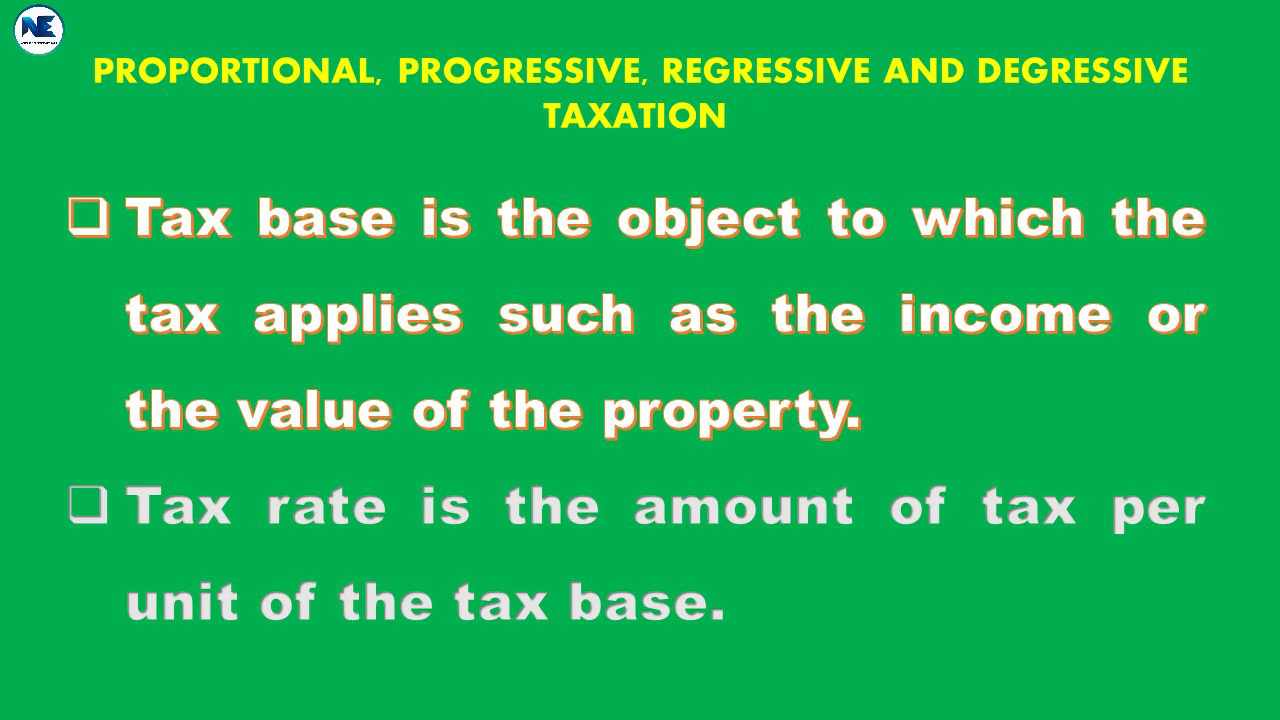 NE
PROPORTIONAL, PROGRESSIVE, REGRESSIVE AND DEGRESSIVE
TAXATION
❑ Tax base is the object to which the
tax applies such as the income or
the value of the property.
❑ Tax rate is the amount of tax per
unit of the tax base.